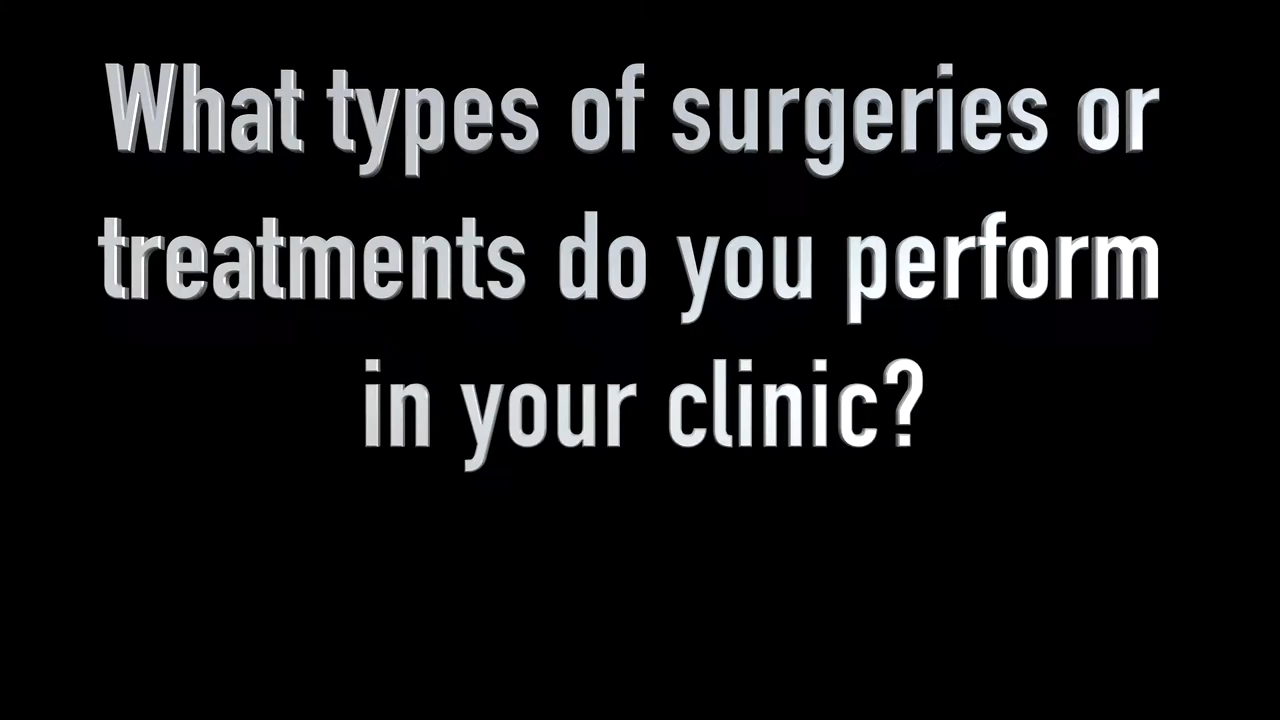 What types of surgeries or
treatments do you perform
in your clinic?